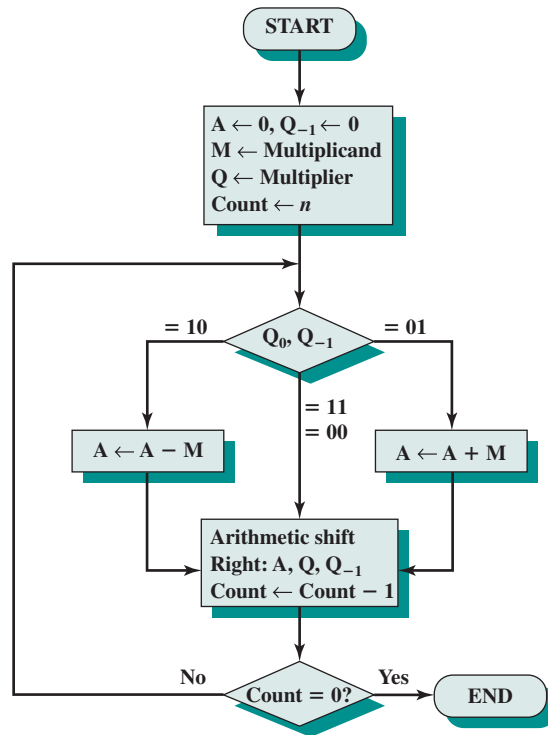 START
A ← 0, Q₋₁ ← 0
M ← Multiplicand
Q ← Multiplier
Count ← n
= 10
Q₀, Q₋₁
= 01
= 11
= 00
A ← A − M
A ← A + M
Arithmetic shift
Right: A, Q, Q₋₁
Count ← Count − 1
No
Count = 0?
Yes
END